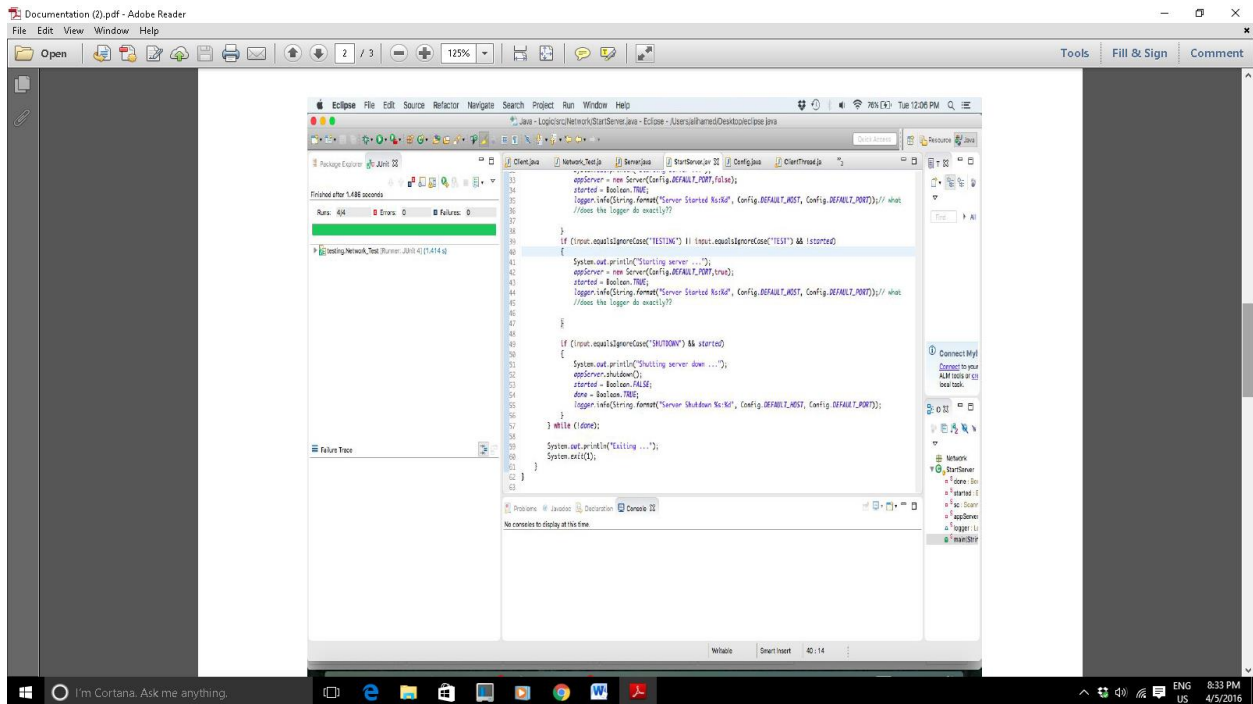 Documentation (2).pdf - Adobe Reader
File Edit View Window Help
Open 2 / 3 125% Tools Fill & Sign Comment
Eclipse File Edit Source Refactor Navigate Search Project Run Window Help 76% Tue 12:06 PM
Java - Logic/src/Network/StartServer.java - Eclipse - /Users/alihamed/Desktop/eclipse java
Quick Access Resource Java
Package Explorer JUnit
Client.java Network_Test.ja Server.java StartServer.jav Config.java ClientThread.ja
Finished after 1.486 seconds
Runs: 4/4 Errors: 0 Failures: 0
testing.Network_Test [Runner: JUnit 4] (1.414 s)
Failure Trace
33 appServer = new Server(Config.DEFAULT_PORT,false);
34 started = Boolean.TRUE;
35 logger.info(String.format("Server Started %s:%d", Config.DEFAULT_HOST, Config.DEFAULT_PORT));// what
36 //does the logger do exactly??
37
38 }
39 if (input.equalsIgnoreCase("TESTING") || input.equalsIgnoreCase("TEST") && !started)
40 {
41 System.out.println("Starting server ...");
42 appServer = new Server(Config.DEFAULT_PORT,true);
43 started = Boolean.TRUE;
44 logger.info(String.format("Server Started %s:%d", Config.DEFAULT_HOST, Config.DEFAULT_PORT));// what
45 //does the logger do exactly??
46
47 }
48
49 if (input.equalsIgnoreCase("SHUTDOWN") && started)
50 {
51 System.out.println("Shutting server down ...");
52 appServer.shutdown();
53 started = Boolean.FALSE;
54 done = Boolean.TRUE;
55 logger.info(String.format("Server Shutdown %s:%d", Config.DEFAULT_HOST, Config.DEFAULT_PORT));
56 }
57 } while (!done);
58
59 System.out.println("Exiting ...");
60 System.exit(1);
61 }
62 }
63
Problems Javadoc Declaration Console
No consoles to display at this time.
Find All
Connect Myl
Connect to your
ALM tools or
local task.
Network
StartServer
done : Boo
started : B
sc : Scann
appServer
logger : Lo
main(Strin
Writable Smart Insert 40 : 14
I'm Cortana. Ask me anything.
ENG 8:33 PM
US 4/5/2016